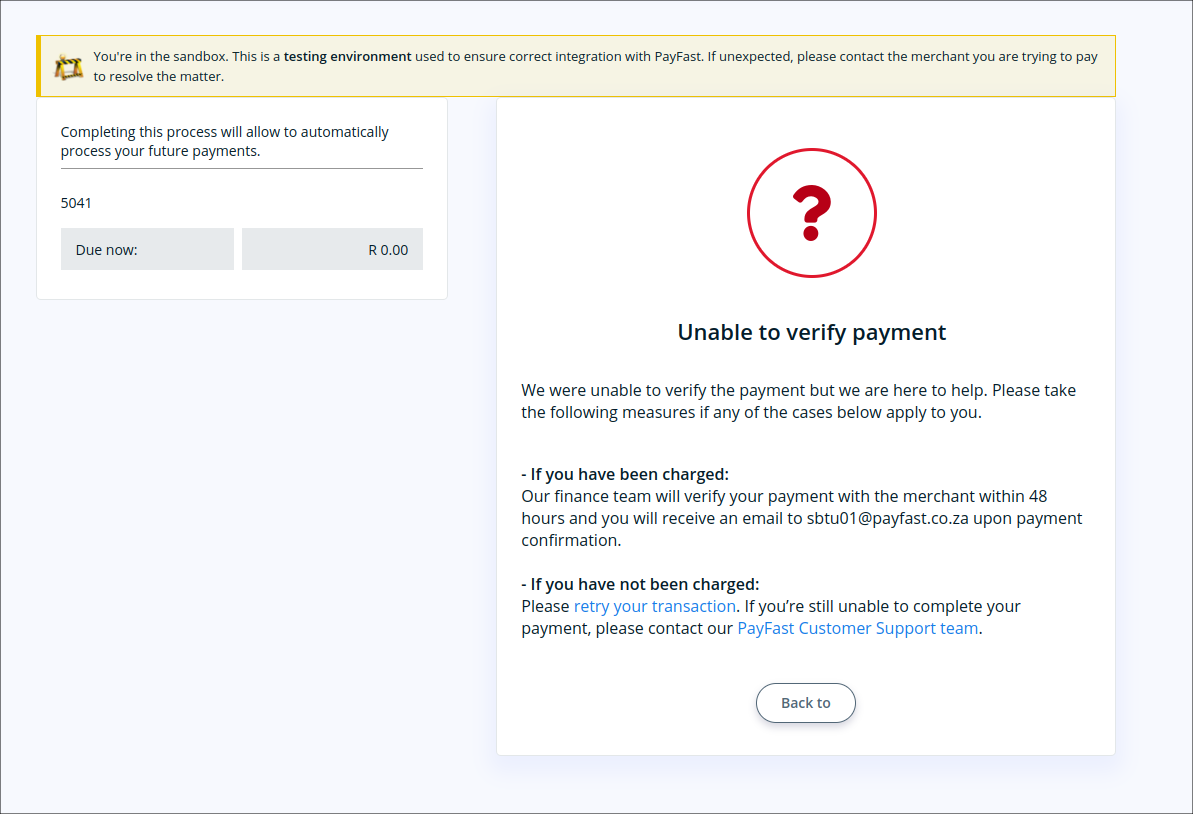 You're in the sandbox. This is a testing environment used to ensure correct integration with PayFast. If unexpected, please contact the merchant you are trying to pay
to resolve the matter.
Completing this process will allow to automatically
process your future payments.
5041
Due now:
R 0.00
?
Unable to verify payment
We were unable to verify the payment but we are here to help. Please take
the following measures if any of the cases below apply to you.
- If you have been charged:
Our finance team will verify your payment with the merchant within 48
hours and you will receive an email to sbtu01@payfast.co.za upon payment
confirmation.
- If you have not been charged:
Please retry your transaction. If you’re still unable to complete your
payment, please contact our PayFast Customer Support team.
Back to